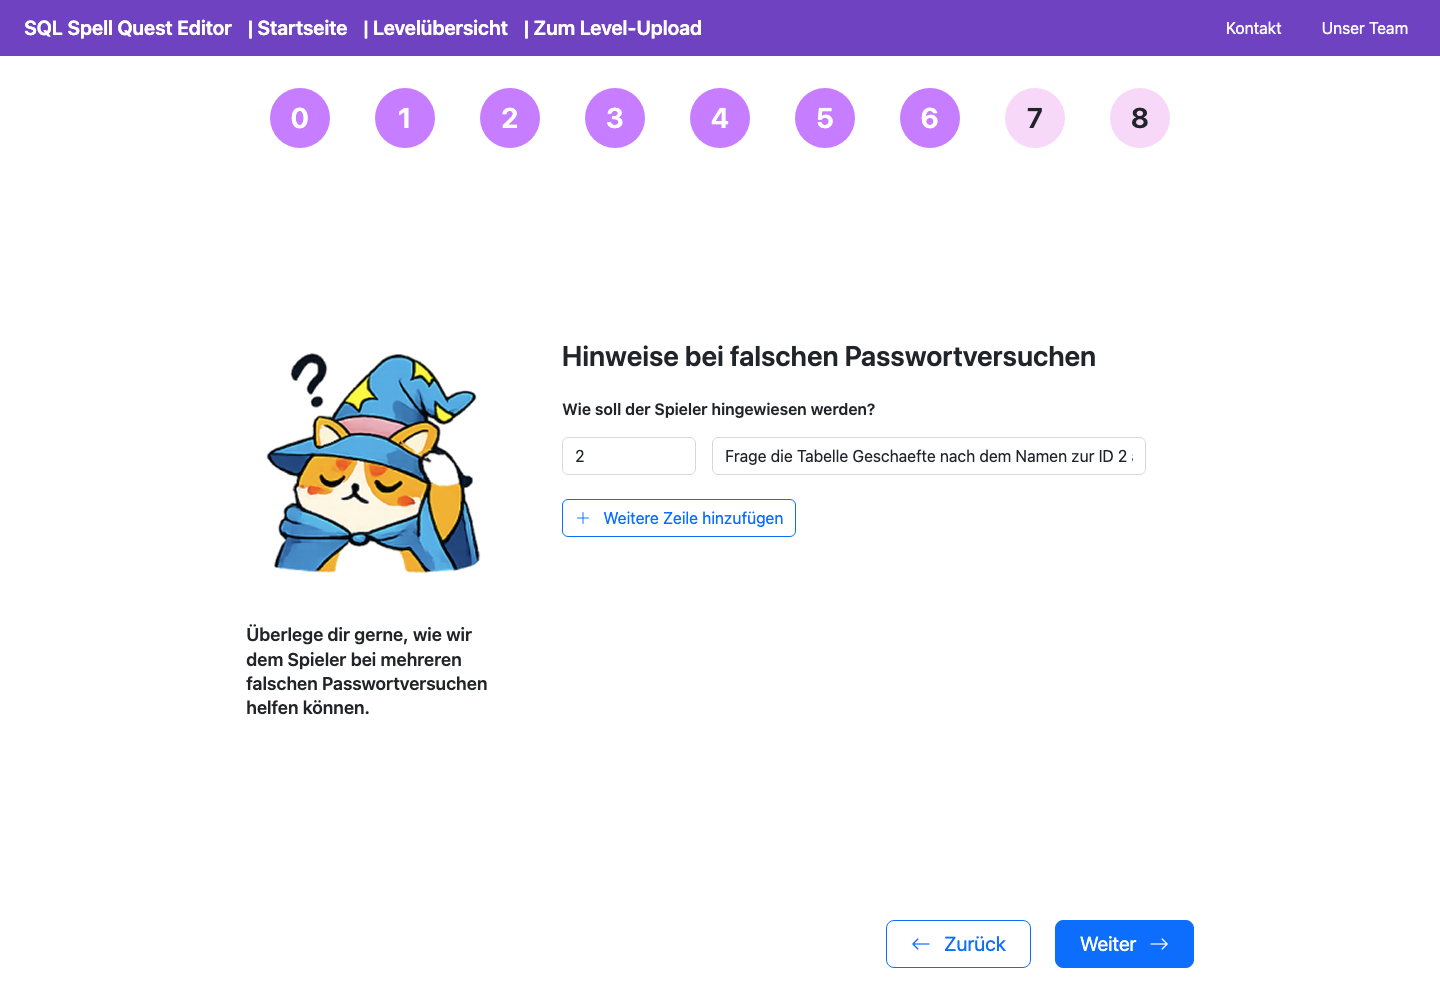 SQL Spell Quest Editor | Startseite | Levelübersicht | Zum Level-Upload Kontakt Unser Team
0 1 2 3 4 5 6 7 8
?
Hinweise bei falschen Passwortversuchen
Wie soll der Spieler hingewiesen werden?
2 Frage die Tabelle Geschaefte nach dem Namen zur ID 2
+ Weitere Zeile hinzufügen
Überlege dir gerne, wie wir
dem Spieler bei mehreren
falschen Passwortversuchen
helfen können.
← Zurück Weiter →